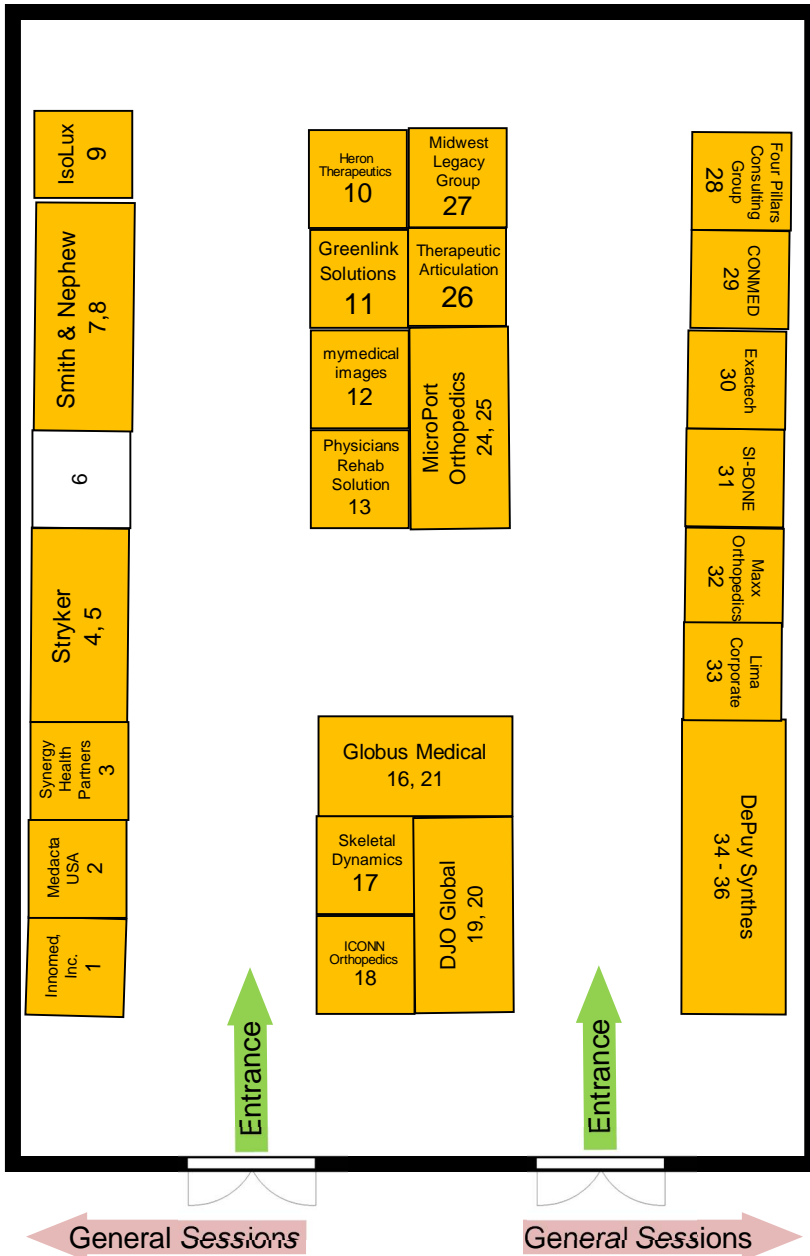 IsoLux
9
Smith & Nephew
7,8
6
Stryker
4, 5
Synergy
Health
Partners
3
Medacta
USA
2
Innomed,
Inc.
1
Heron
Therapeutics
10
Midwest
Legacy
Group
27
Greenlink
Solutions
11
Therapeutic
Articulation
26
mymedical
images
12
Physicians
Rehab
Solution
13
MicroPort
Orthopedics
24, 25
Globus Medical
16, 21
Skeletal
Dynamics
17
ICONN
Orthopedics
18
DJO Global
19, 20
Four Pillars
Consulting
Group
28
CONMED
29
Exactech
30
SI-BONE
31
Maxx
Orthopedics
32
Lima
Corporate
33
DePuy Synthes
34 - 36
Entrance
Entrance
General Sessions
General Sessions